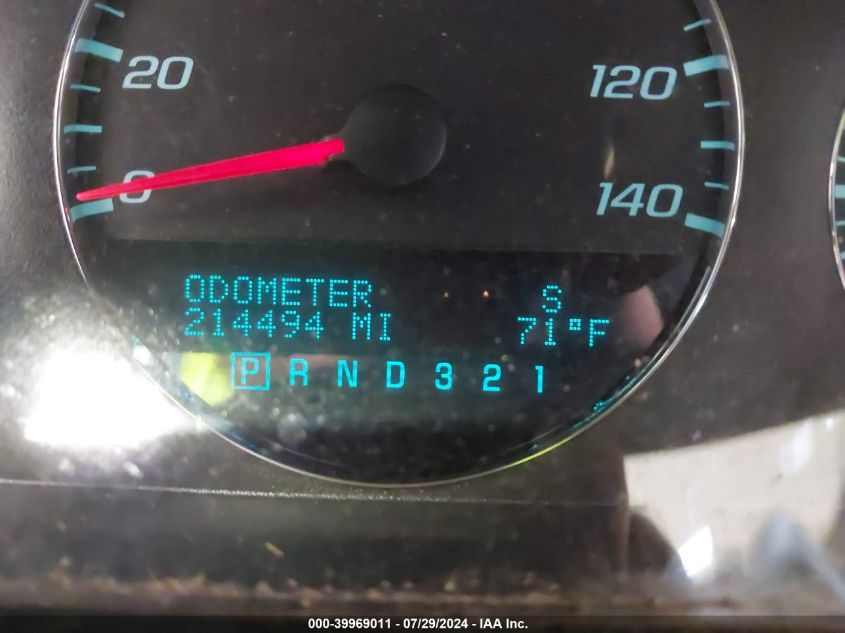 20 120
0 140
ODOMETER S
214494 MI 71°F
P R N D 3 2 1
000-39969011 - 07/29/2024 - IAA Inc.